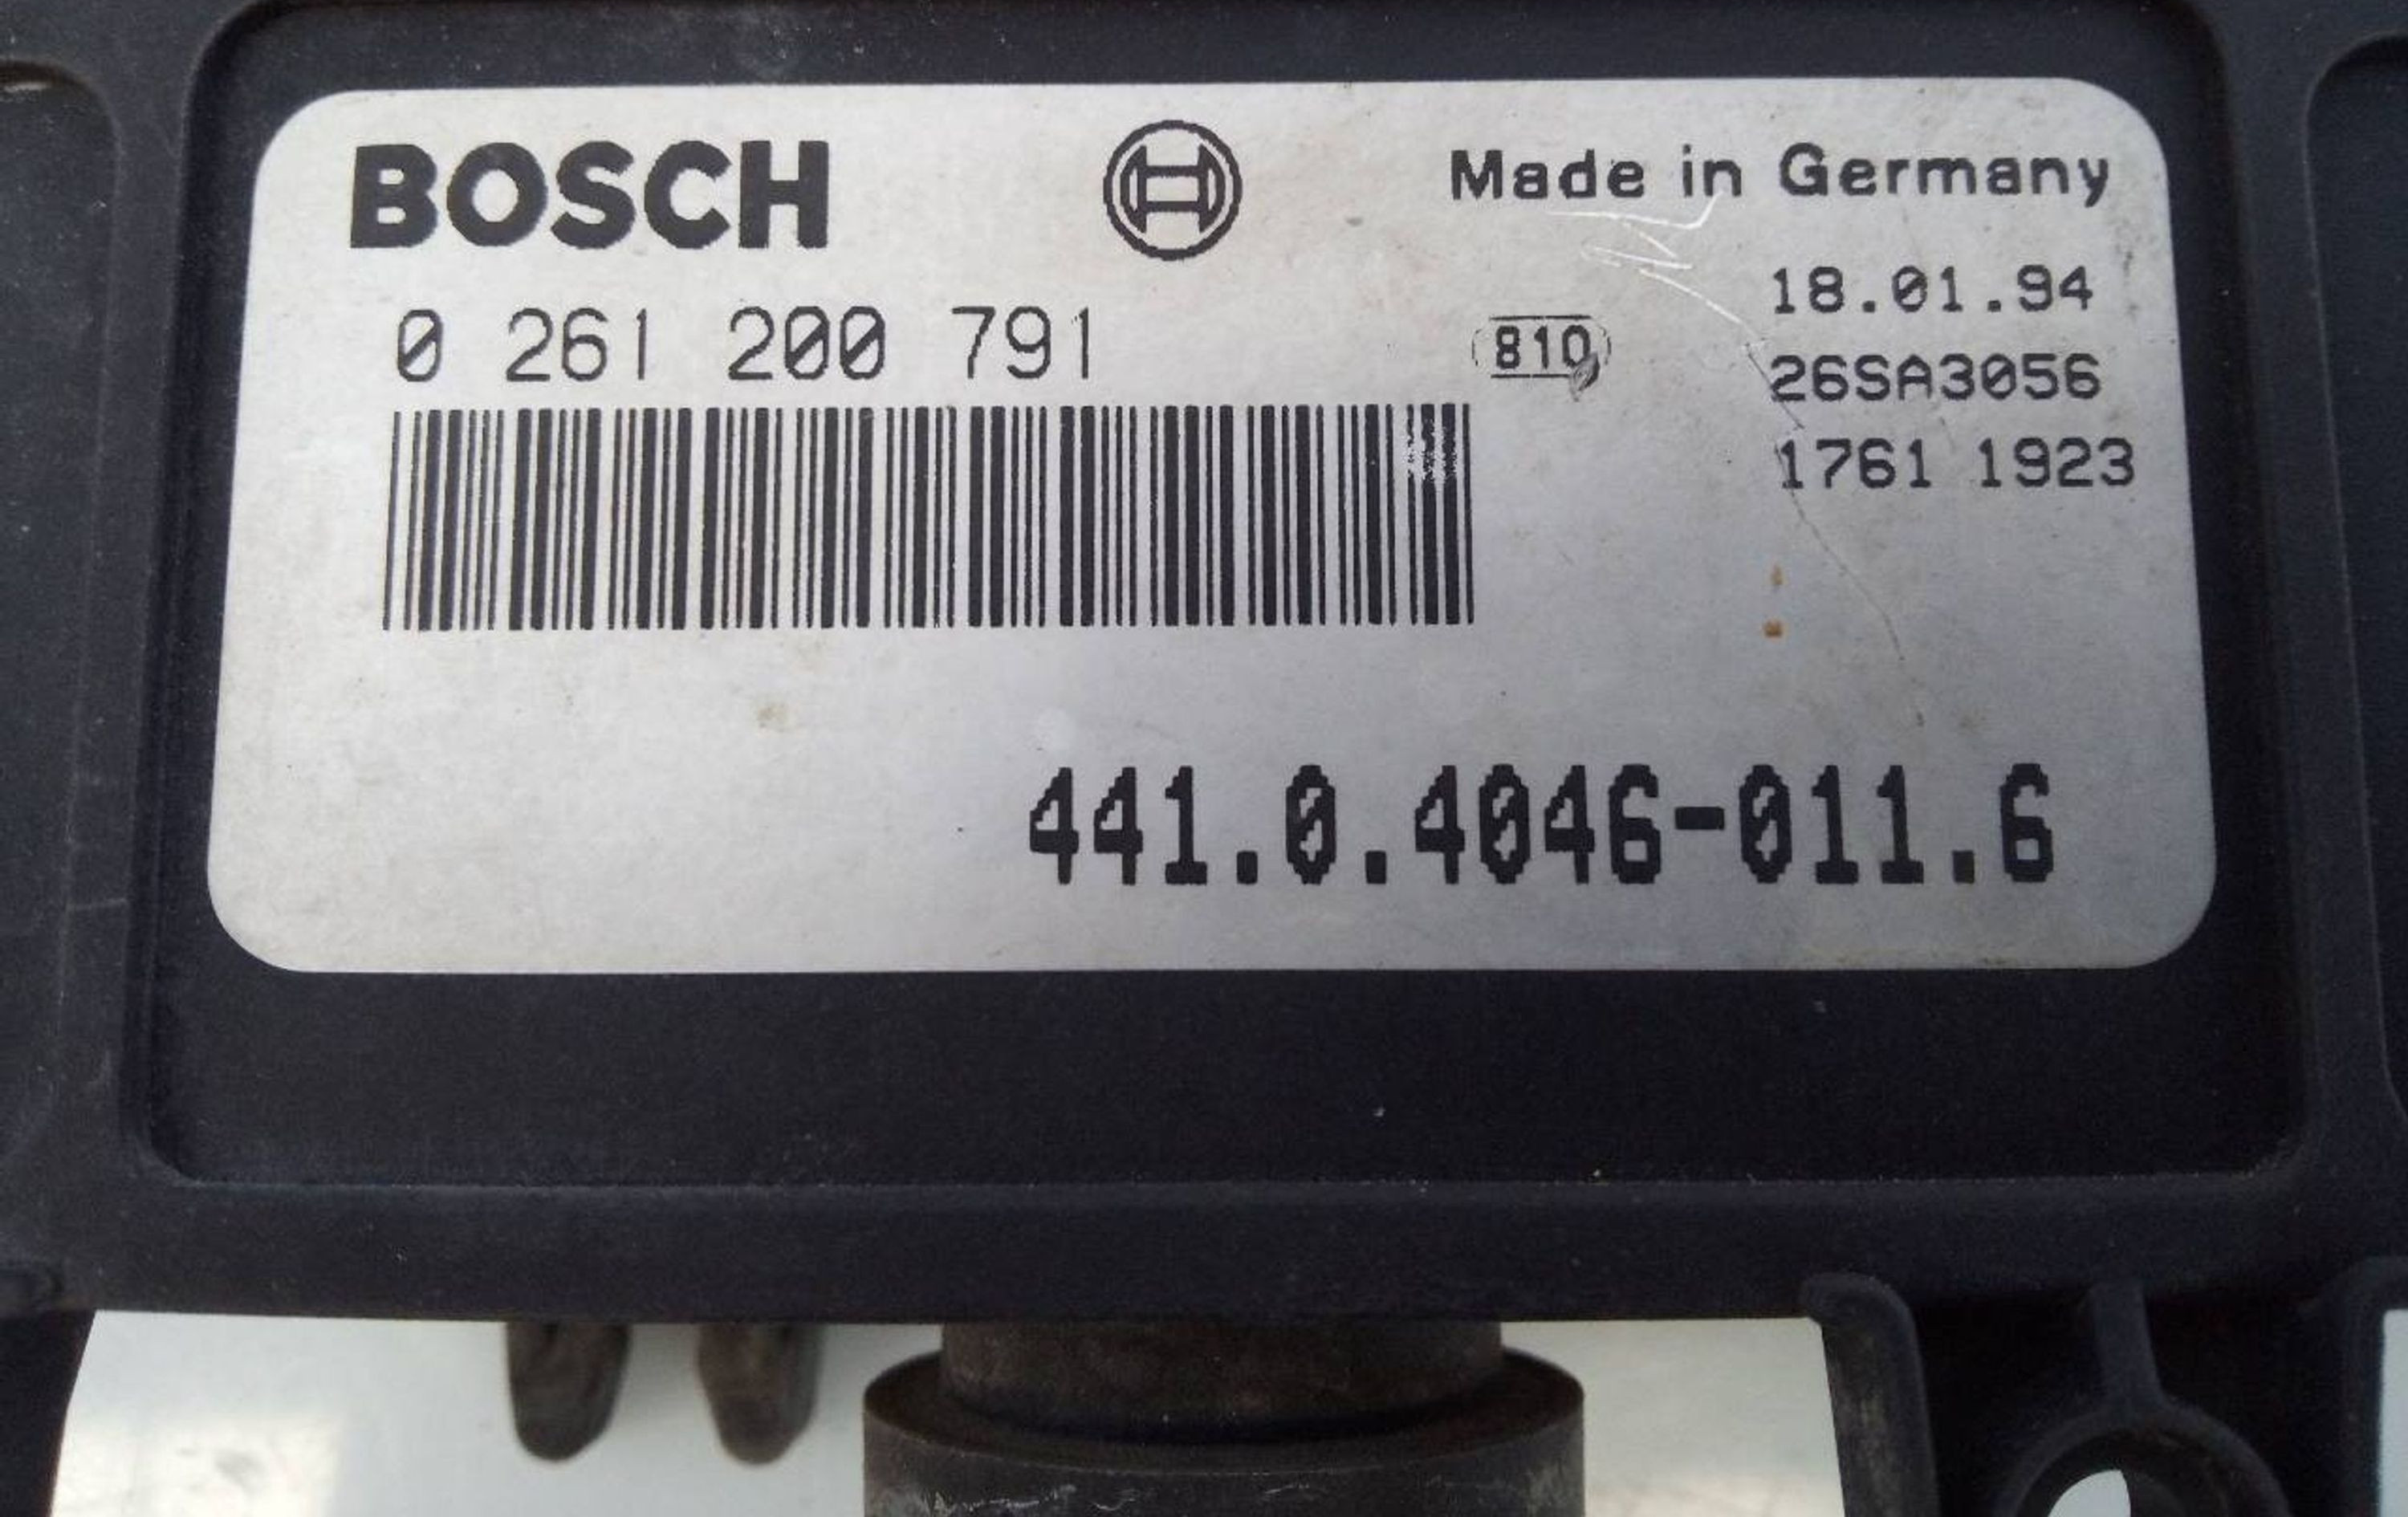 BOSCH
Made in Germany
18.01.94
0 261 200 791
810
26SA3056
1761 1923
441.0.4046-011.6